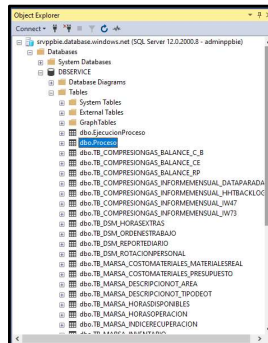 Object Explorer
Connect
srvppbie.database.windows.net (SQL Server 12.0.2000.8 - adminppbie)
Databases
System Databases
DBSERVICE
Database Diagrams
Tables
System Tables
External Tables
GraphTables
dbo.EjecucionProceso
dbo.Proceso
dbo.TB_COMPRESIONGAS_BALANCE_C_B
dbo.TB_COMPRESIONGAS_BALANCE_CE
dbo.TB_COMPRESIONGAS_BALANCE_RP
dbo.TB_COMPRESIONGAS_INFORMEMENSUAL_DATAPARADA
dbo.TB_COMPRESIONGAS_INFORMEMENSUAL_HHTBACKLOG
dbo.TB_COMPRESIONGAS_INFORMEMENSUAL_IW47
dbo.TB_COMPRESIONGAS_INFORMEMENSUAL_IW73
dbo.TB_DSM_HORASEXTRAS
dbo.TB_DSM_ORDENESTRABAJO
dbo.TB_DSM_REPORTEDIARIO
dbo.TB_DSM_ROTACIONPERSONAL
dbo.TB_MARSA_COSTOMATERIALES_MATERIALESREAL
dbo.TB_MARSA_COSTOMATERIALES_PRESUPUESTO
dbo.TB_MARSA_DESCRIPCIONOT_AREA
dbo.TB_MARSA_DESCRIPCIONOT_TIPODEOT
dbo.TB_MARSA_HORASDISPONIBLES
dbo.TB_MARSA_HORASOPERACION
dbo.TB_MARSA_INDICERECUPERACION
dbo.TB_MARSA_INVENTARIO